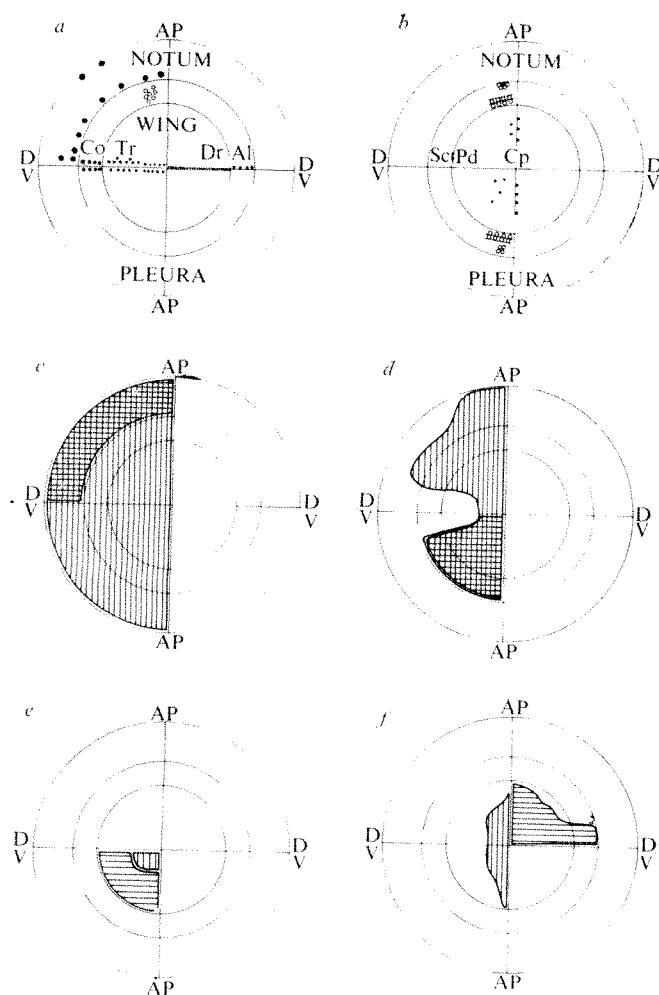 a
AP
NOTUM
WING
Co Tr Dr Al
D D
V V
PLEURA
AP
b
AP
NOTUM
D Sc Pd Cp D
V V
PLEURA
AP
c
AP
D D
V V
AP
d
AP
D D
V V
AP
e
AP
D D
V V
AP
f
AP
D D
V V
AP